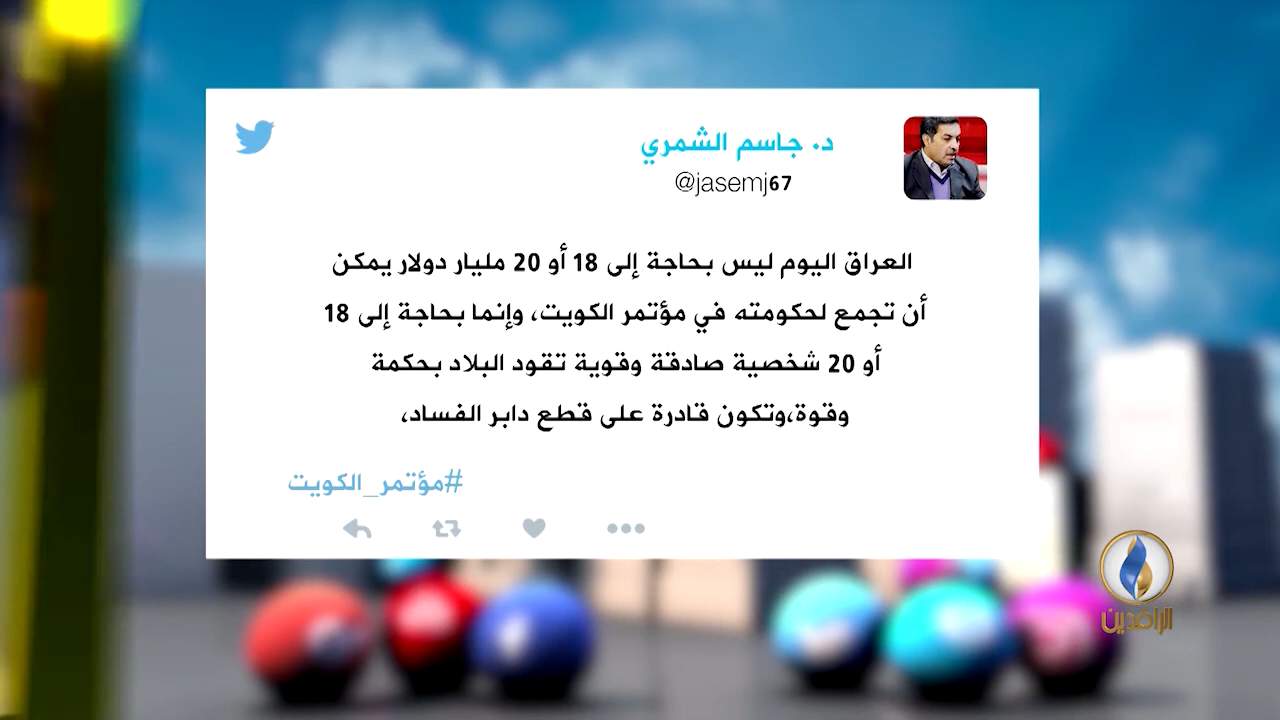 د. جاسم الشمري
@jasemj67
العراق اليوم ليس بحاجة إلى 18 أو 20 مليار دولار يمكن
أن تجمع لحكومته في مؤتمر الكويت، وإنما بحاجة إلى 18
أو 20 شخصية صادقة وقوية تقود البلاد بحكمة
وقوة،وتكون قادرة على قطع دابر الفساد،
#مؤتمر_الكويت
الرافدين